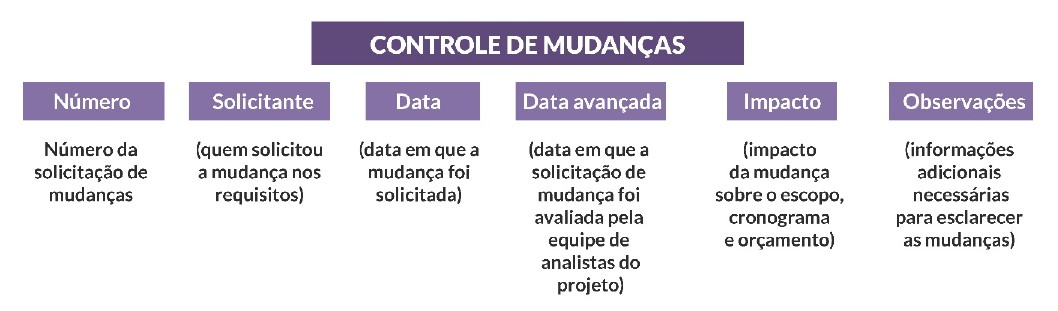 CONTROLE DE MUDANÇAS
Número
Número da
solicitação de
mudanças
Solicitante
(quem solicitou
a mudança nos
requisitos)
Data
(data em que a
mudança foi
solicitada)
Data avançada
(data em que a
solicitação de
mudança foi
avaliada pela
equipe de
analistas do
projeto)
Impacto
(impacto
da mudança
sobre o escopo,
cronograma
e orçamento)
Observações
(informações
adicionais
necessárias
para esclarecer
as mudanças)